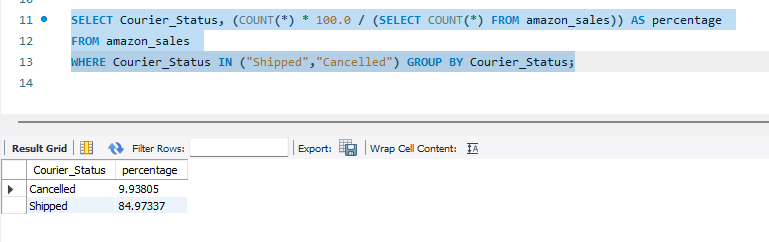 11 SELECT Courier_Status, (COUNT(*) * 100.0 / (SELECT COUNT(*) FROM amazon_sales)) AS percentage
12 FROM amazon_sales
13 WHERE Courier_Status IN ("Shipped","Cancelled") GROUP BY Courier_Status;
14
Result Grid Filter Rows: Export: Wrap Cell Content: IA
Courier_Status percentage
Cancelled 9.93805
Shipped 84.97337